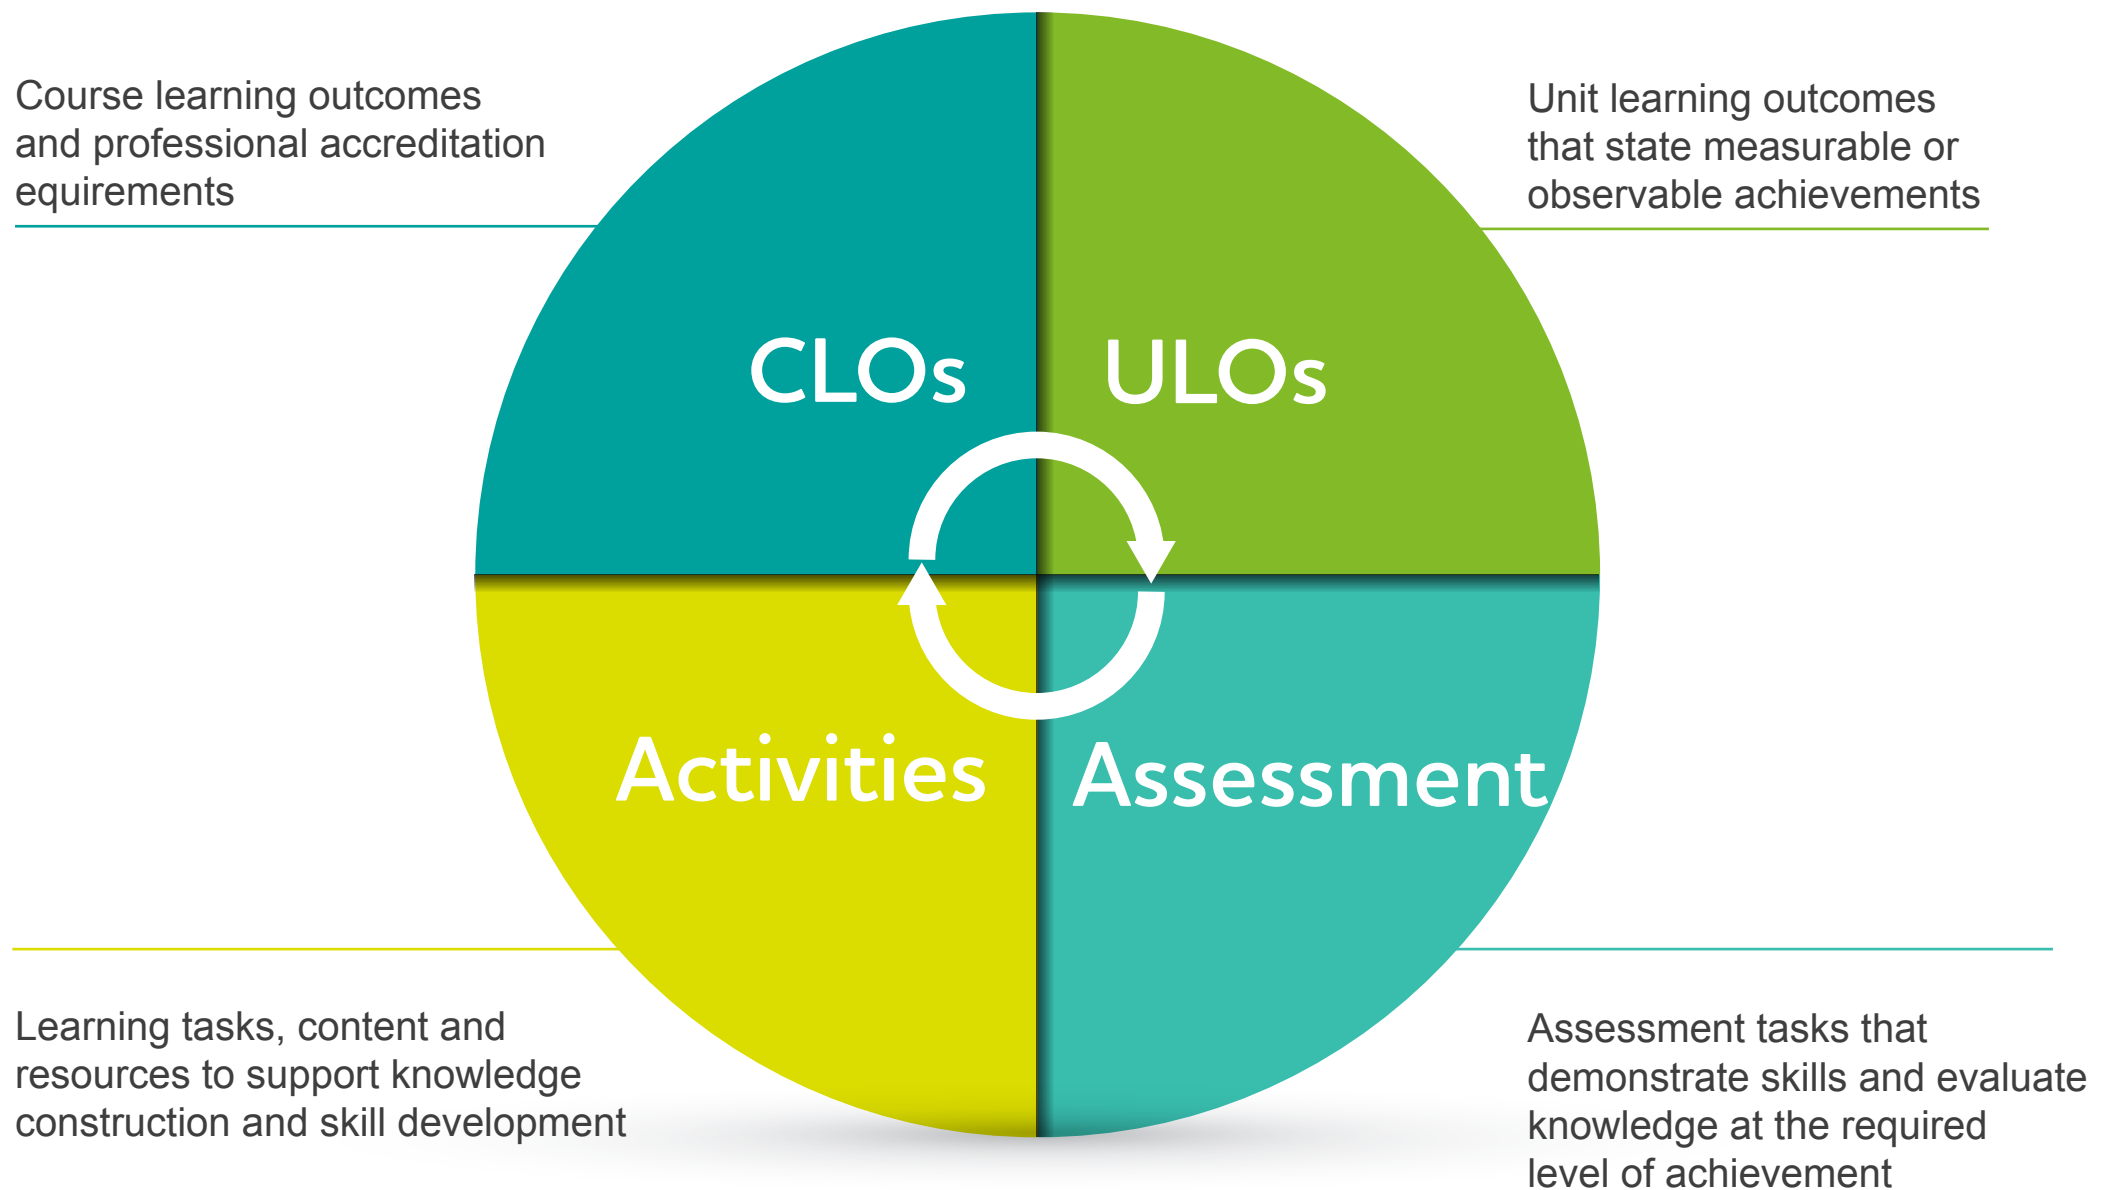 Course learning outcomes
and professional accreditation
equirements
Unit learning outcomes
that state measurable or
observable achievements
CLOs
ULOs
Activities
Assessment
Learning tasks, content and
resources to support knowledge
construction and skill development
Assessment tasks that
demonstrate skills and evaluate
knowledge at the required
level of achievement